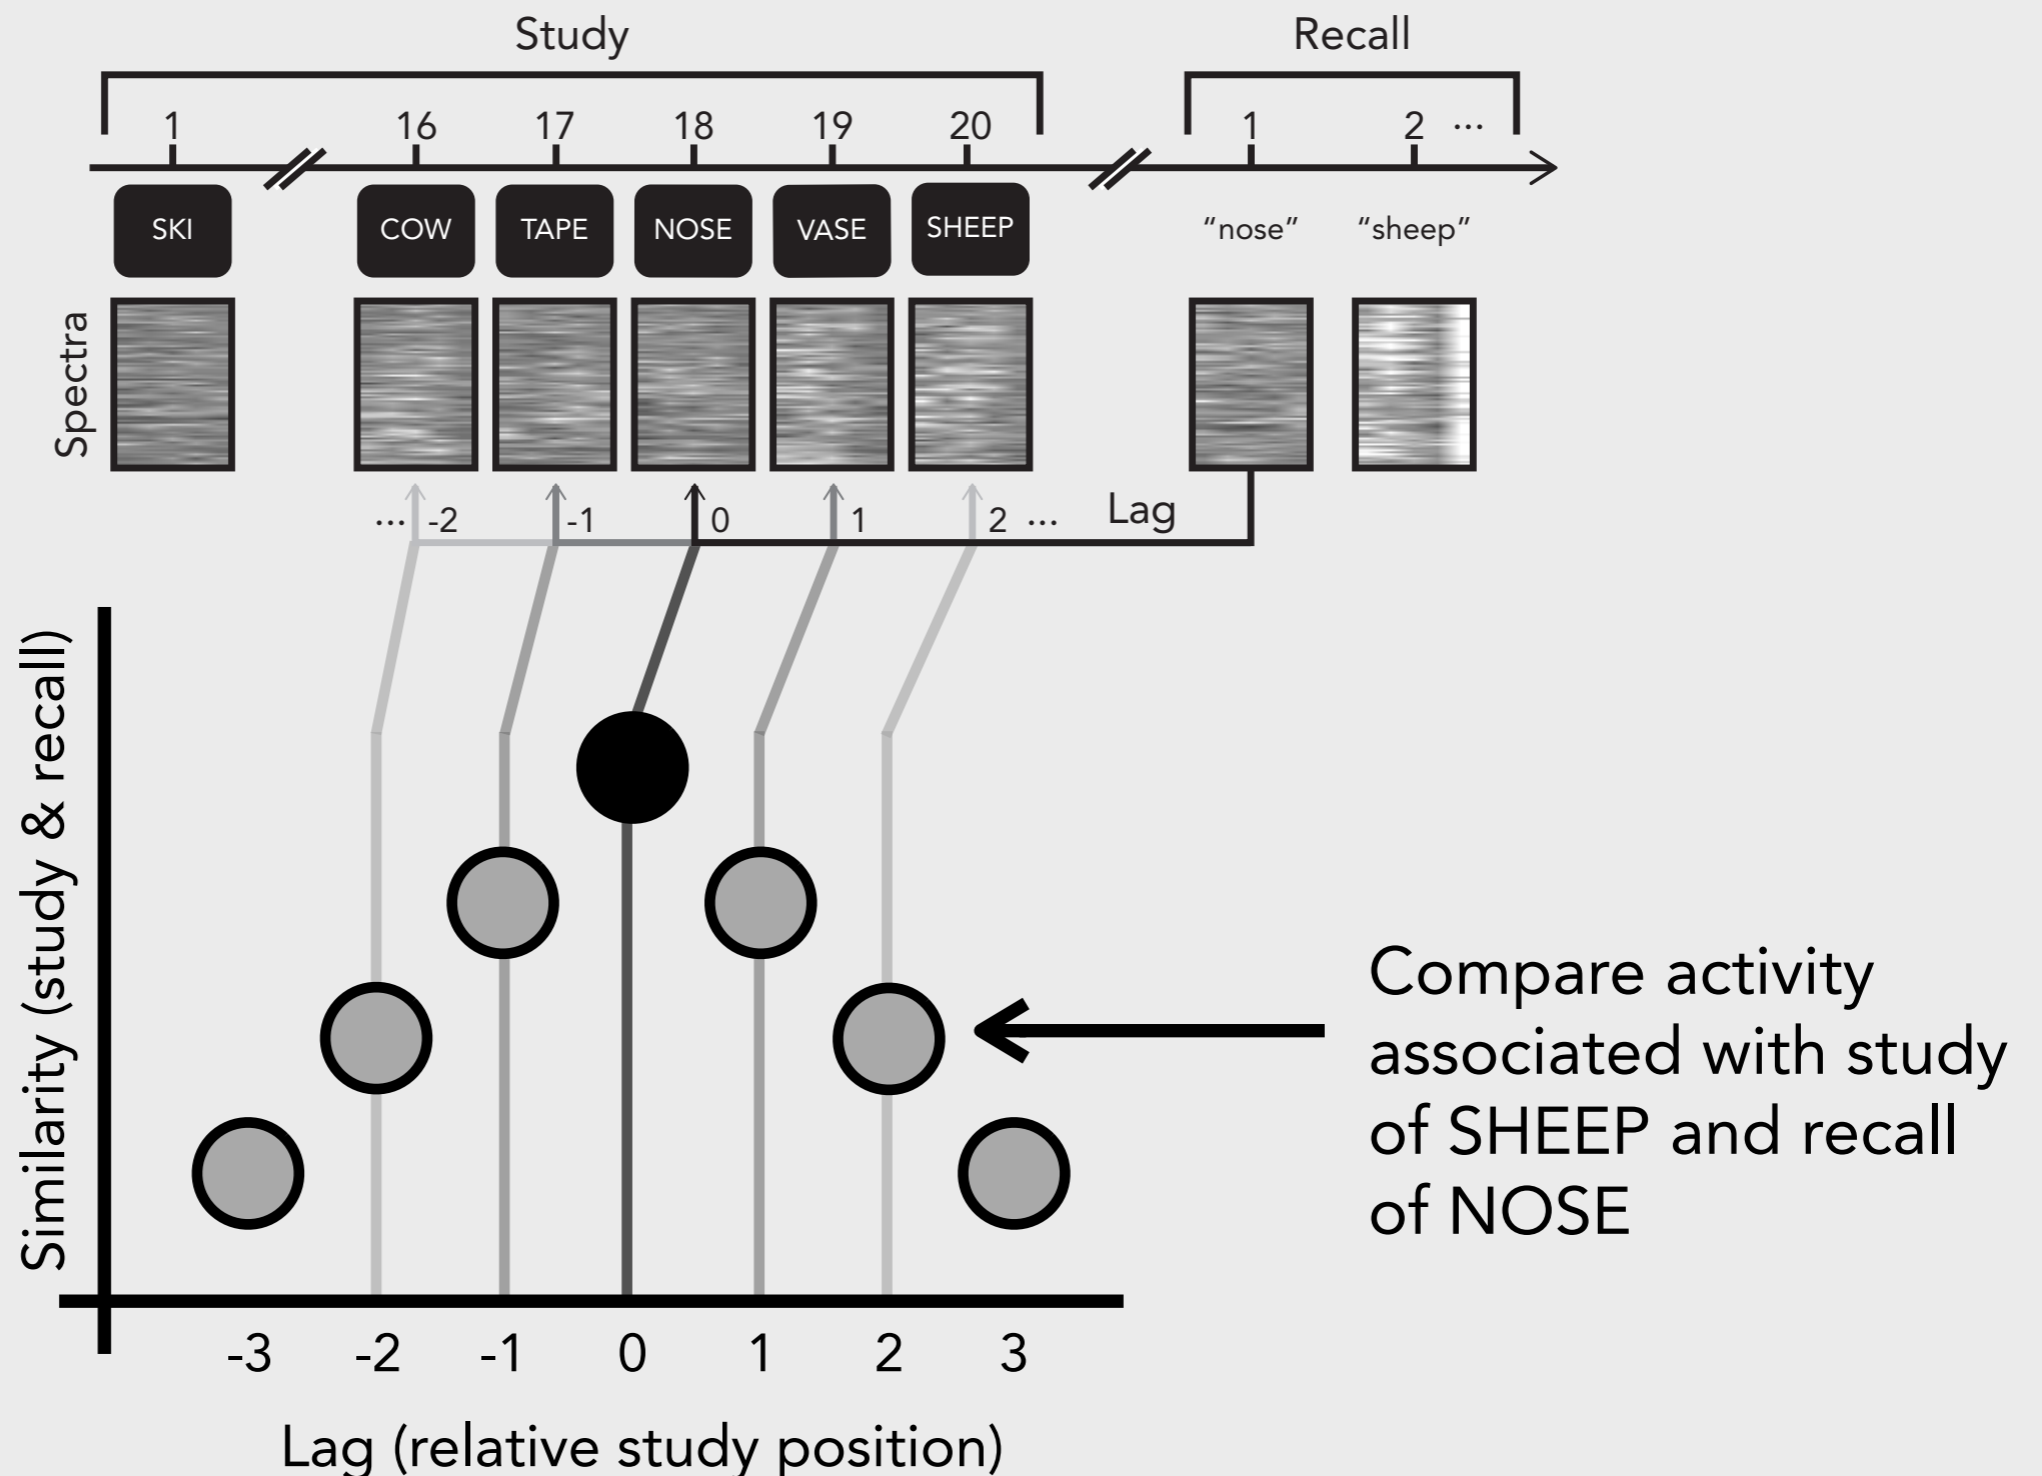 Study Recall
1 16 17 18 19 20 1 2 ...
SKI COW TAPE NOSE VASE SHEEP “nose” “sheep”
Spectra
... -2 -1 0 1 2 ... Lag
Similarity (study & recall)
Compare activity
associated with study
of SHEEP and recall
of NOSE
-3 -2 -1 0 1 2 3
Lag (relative study position)